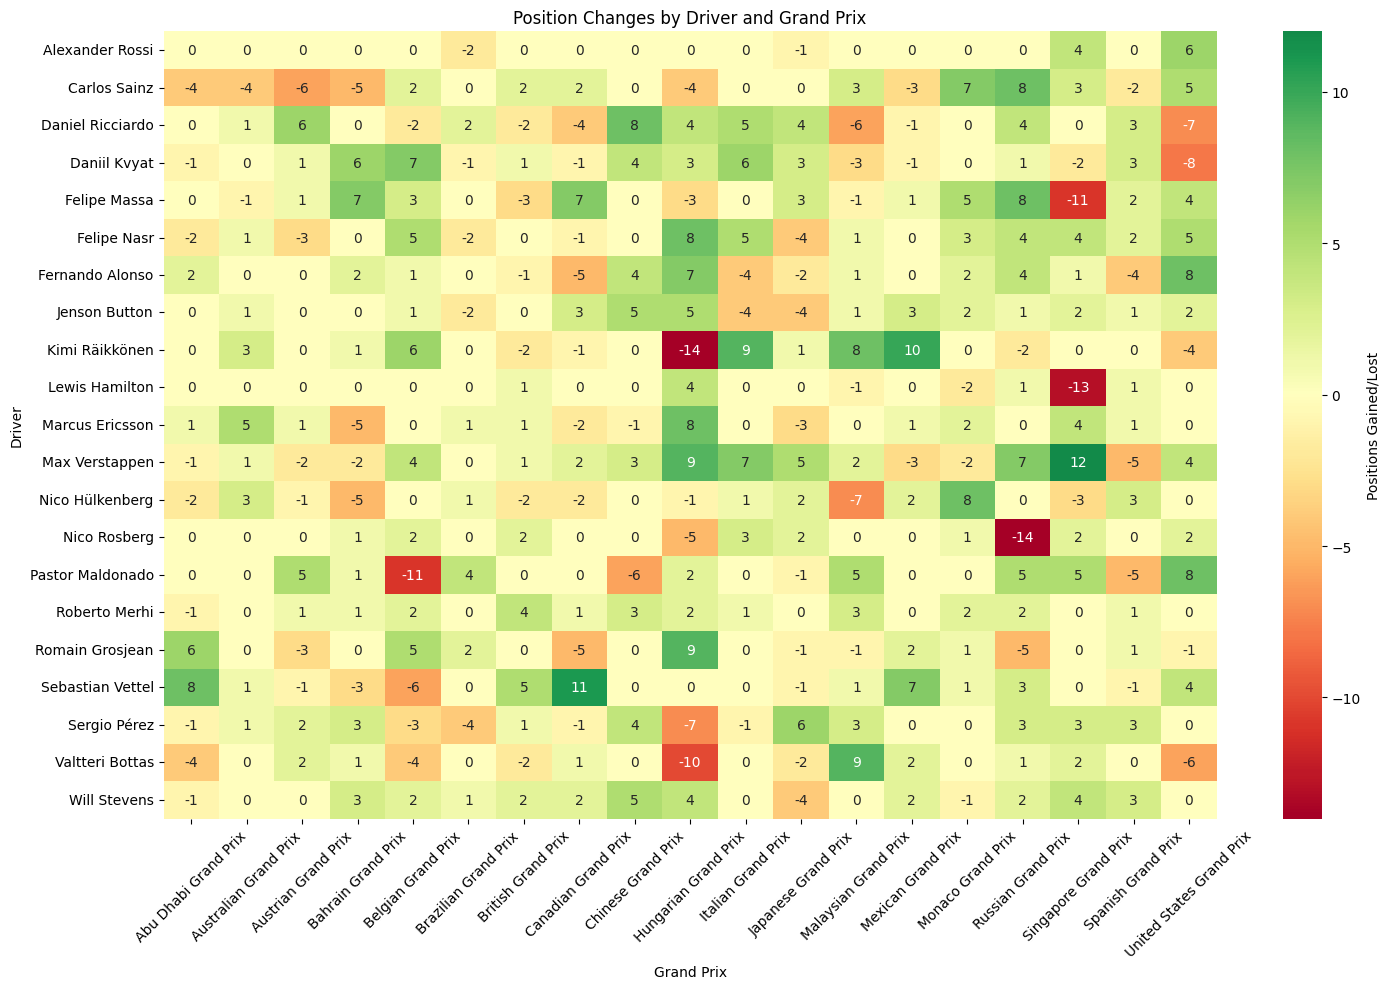 Position Changes by Driver and Grand Prix
Alexander Rossi 0 0 0 0 0 -2 0 0 0 0 0 -1 0 0 0 0 4 0 6
Carlos Sainz -4 -4 -6 -5 2 0 2 2 0 -4 0 0 3 -3 7 8 3 -2 5
Daniel Ricciardo 0 1 6 0 -2 2 -2 -4 8 4 5 4 -6 -1 0 4 0 3 -7
Daniil Kvyat -1 0 1 6 7 -1 1 -1 4 3 6 3 -3 -1 0 1 -2 3 -8
Felipe Massa 0 -1 1 7 3 0 -3 7 0 -3 0 3 -1 1 5 8 -11 2 4
Felipe Nasr -2 1 -3 0 5 -2 0 -1 0 8 5 -4 1 0 3 4 4 2 5
Fernando Alonso 2 0 0 2 1 0 -1 -5 4 7 -4 -2 1 0 2 4 1 -4 8
Jenson Button 0 1 0 0 1 -2 0 3 5 5 -4 -4 1 3 2 1 2 1 2
Kimi Räikkönen 0 3 0 1 6 0 -2 -1 0 -14 9 1 8 10 0 -2 0 0 -4
Lewis Hamilton 0 0 0 0 0 0 1 0 0 4 0 0 -1 0 -2 1 -13 1 0
Marcus Ericsson 1 5 1 -5 0 1 1 -2 -1 8 0 -3 0 1 2 0 4 1 0
Max Verstappen -1 1 -2 -2 4 0 1 2 3 9 7 5 2 -3 -2 7 12 -5 4
Nico Hülkenberg -2 3 -1 -5 0 1 -2 -2 0 -1 1 2 -7 2 8 0 -3 3 0
Nico Rosberg 0 0 0 1 2 0 2 0 0 -5 3 2 0 0 1 -14 2 0 2
Pastor Maldonado 0 0 5 1 -11 4 0 0 -6 2 0 -1 5 0 0 5 5 -5 8
Roberto Merhi -1 0 1 1 2 0 4 1 3 2 1 0 3 0 2 2 0 1 0
Romain Grosjean 6 0 -3 0 5 2 0 -5 0 9 0 -1 -1 2 1 -5 0 1 -1
Sebastian Vettel 8 1 -1 -3 -6 0 5 11 0 0 0 -1 1 7 1 3 0 -1 4
Sergio Pérez -1 1 2 3 -3 -4 1 -1 4 -7 -1 6 3 0 0 3 3 3 0
Valtteri Bottas -4 0 2 1 -4 0 -2 1 0 -10 0 -2 9 2 0 1 2 0 -6
Will Stevens -1 0 0 3 2 1 2 2 5 4 0 -4 0 2 -1 2 4 3 0
Abu Dhabi Grand Prix
Australian Grand Prix
Austrian Grand Prix
Bahrain Grand Prix
Belgian Grand Prix
Brazilian Grand Prix
British Grand Prix
Canadian Grand Prix
Chinese Grand Prix
Hungarian Grand Prix
Italian Grand Prix
Japanese Grand Prix
Malaysian Grand Prix
Mexican Grand Prix
Monaco Grand Prix
Russian Grand Prix
Singapore Grand Prix
Spanish Grand Prix
United States Grand Prix
Grand Prix
Driver
10
5
0
−5
−10
Positions Gained/Lost